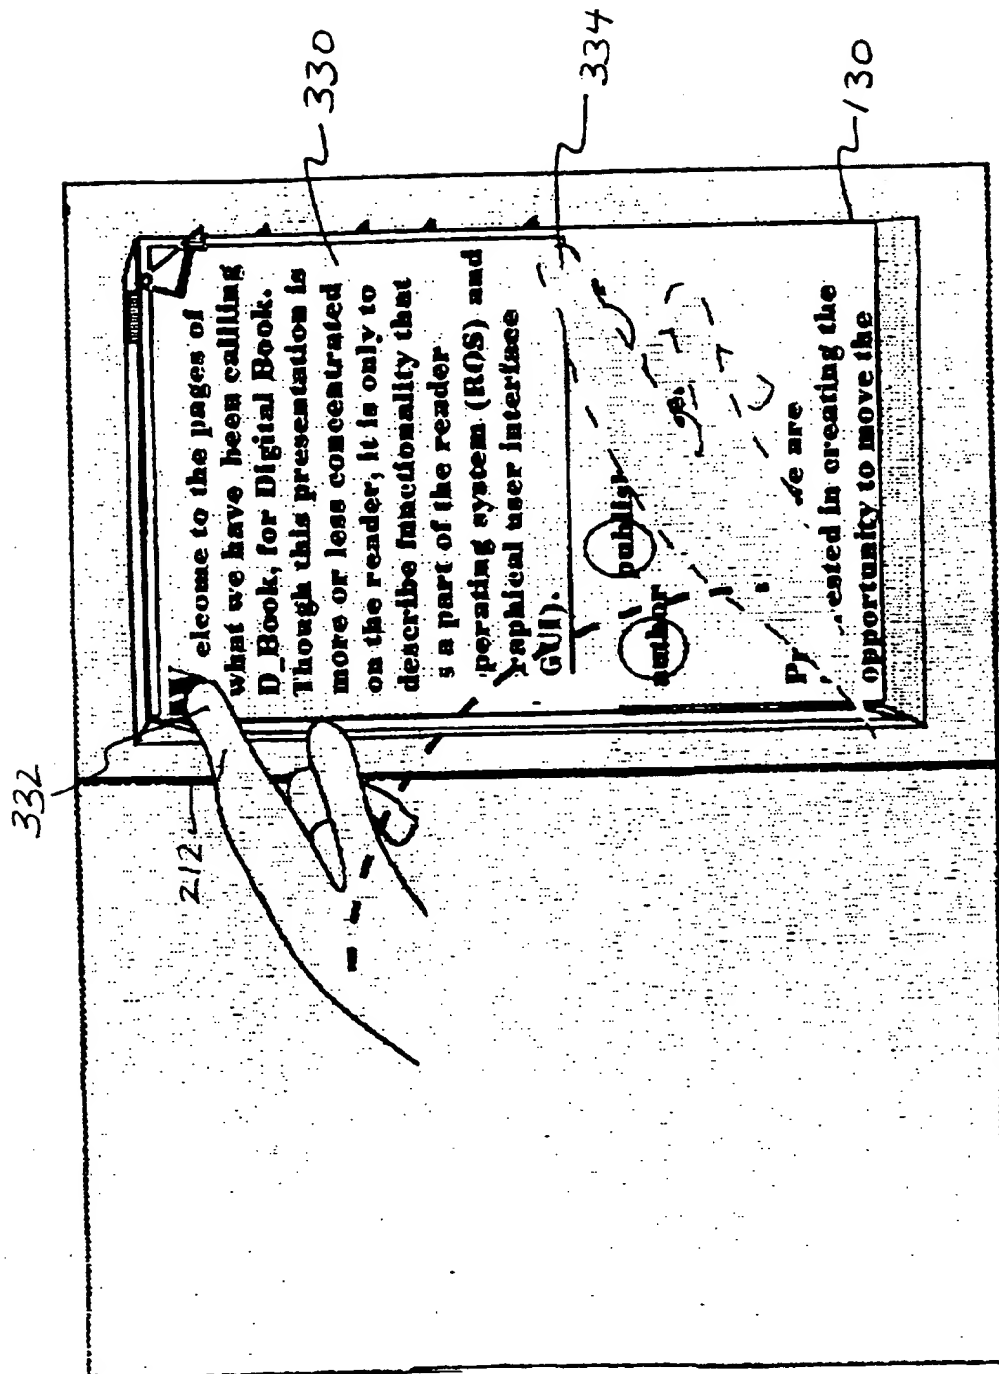 332
212
330
334
130
W elcome to the pages of
what we have been calling
D_Book, for Digital Book.
Though this presentation is
more or less concentrated
on the reader, it is only to
describe functionality that
s a part of the reader
perating system (ROS) and
raphical user interface
GUI).
author publish
e are
ested in creating the
opportunity to move the